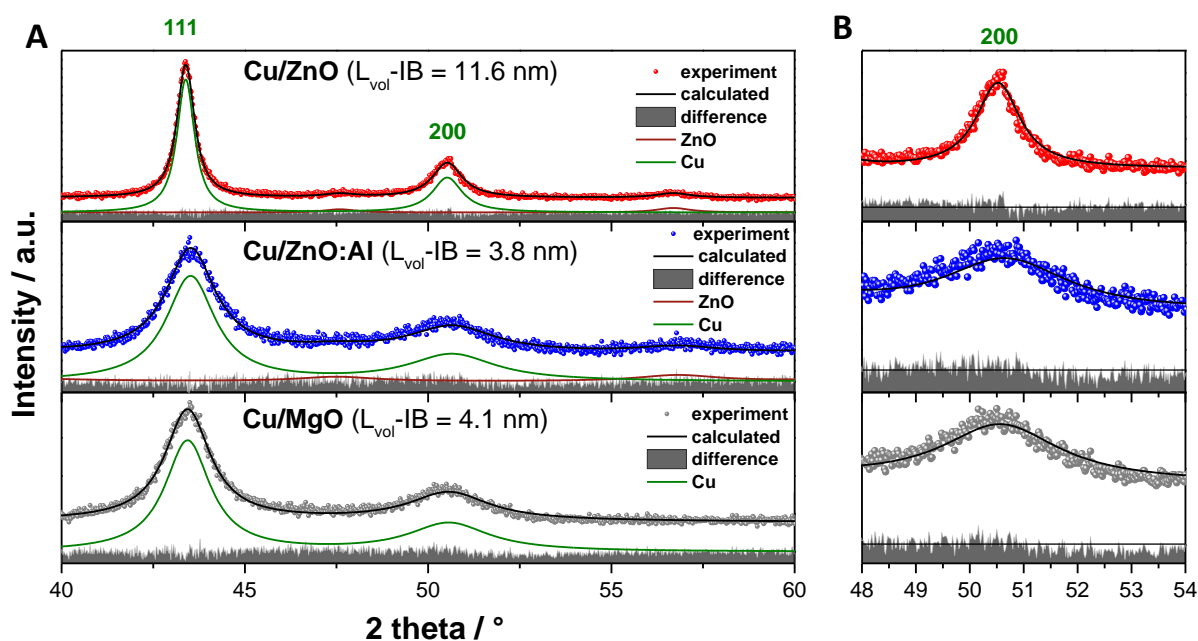 A
111
Cu/ZnO (Lvol-IB = 11.6 nm)
200
experiment
calculated
difference
ZnO
Cu
Cu/ZnO:Al (Lvol-IB = 3.8 nm)
experiment
calculated
difference
ZnO
Cu
Cu/MgO (Lvol-IB = 4.1 nm)
experiment
calculated
difference
Cu
Intensity / a.u.
40 45 50 55 60
2 theta / °
B
200
48 49 50 51 52 53 54